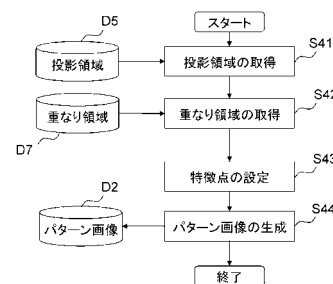 D5
スタート
S41
投影領域
投影領域の取得
S42
重なり領域
重なり領域の取得
D7
S43
特徴点の設定
D2
S44
パターン画像
パターン画像の生成
終了